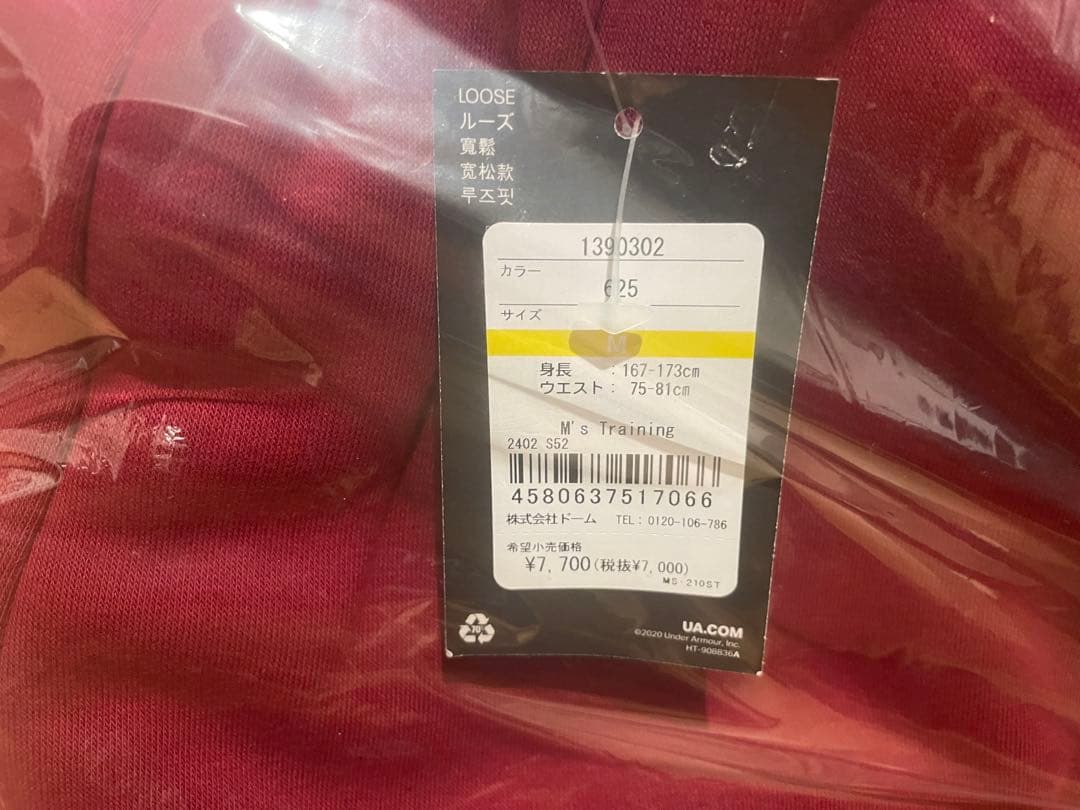 LOOSE
ルーズ
寬鬆
宽松款
루즈핏
1390302
カラー
625
サイズ
M
身長 : 167-173cm
ウエスト : 75-81cm
M's Training
2402 S52
4580637517066
株式会社ドーム TEL: 0120-106-786
希望小売価格
¥7,700(税抜¥7,000)
MS-210ST
70
UA.COM
©2020 Under Armour, Inc.
HT-908836A